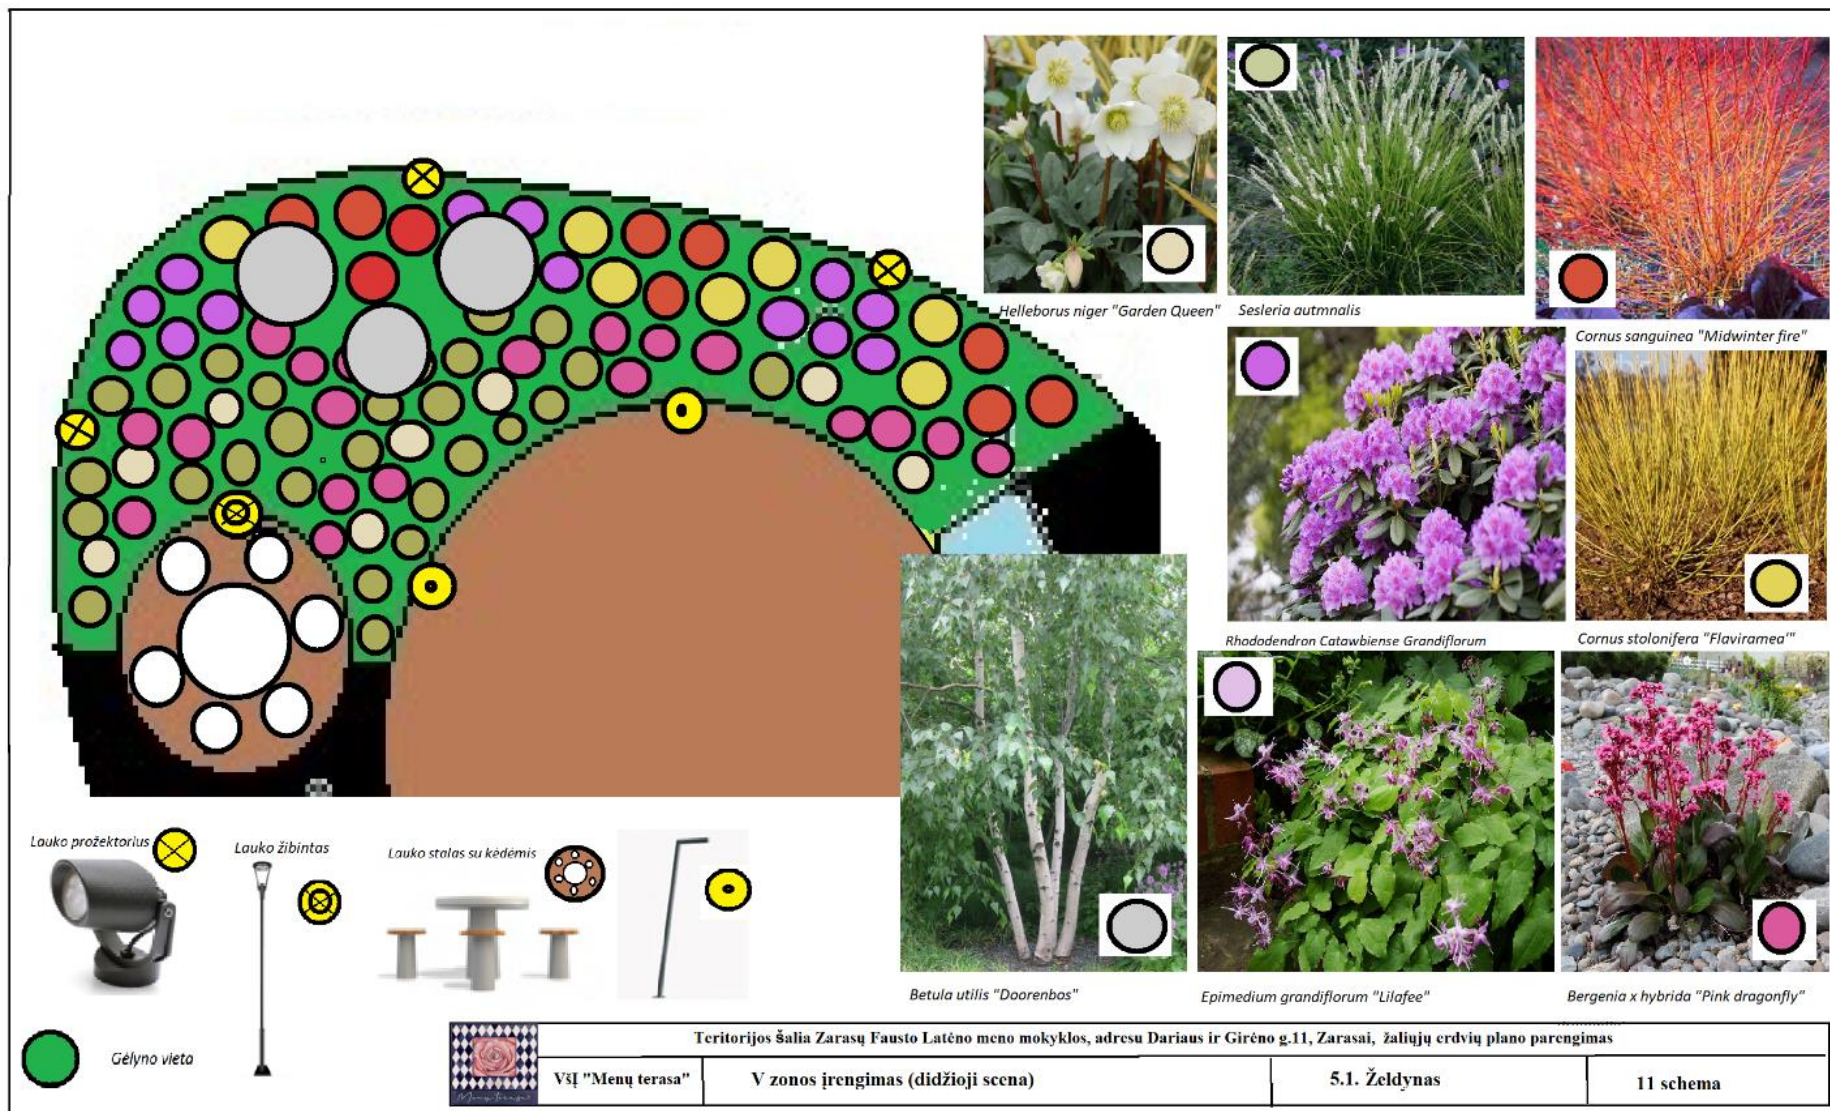 Helleborus niger "Garden Queen"
Sesleria autmnalis
Cornus sanguinea "Midwinter fire"
Rhododendron Catawbiense Grandiflorum
Cornus stolonifera "Flaviramea'"
Betula utilis "Doorenbos"
Epimedium grandiflorum "Lilafee"
Bergenia x hybrida "Pink dragonfly"
Lauko prožektorius
Lauko žibintas
Lauko stalas su kėdėmis
Gėlyno vieta
Teritorijos šalia Zarasų Fausto Latėno meno mokyklos, adresu Dariaus ir Girėno g.11, Zarasai, žaliųjų erdvių plano parengimas
Menų terasa
VšĮ "Menų terasa"
V zonos įrengimas (didžioji scena)
5.1. Želdynas
11 schema